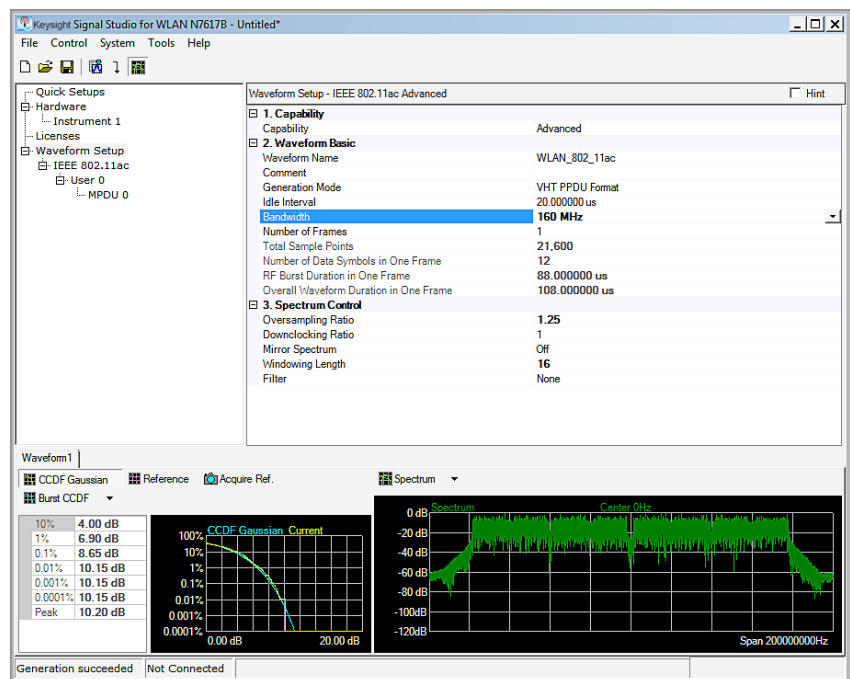 Keysight Signal Studio for WLAN N7617B - Untitled*
File Control System Tools Help
Quick Setups
Hardware
Instrument 1
Licenses
Waveform Setup
IEEE 802.11ac
User 0
MPDU 0
Waveform Setup - IEEE 802.11ac Advanced
Hint
1. Capability
Capability Advanced
2. Waveform Basic
Waveform Name WLAN_802_11ac
Comment
Generation Mode VHT PPDU Format
Idle Interval 20.000000 us
Bandwidth 160 MHz
Number of Frames 1
Total Sample Points 21,600
Number of Data Symbols in One Frame 12
RF Burst Duration in One Frame 88.000000 us
Overall Waveform Duration in One Frame 108.000000 us
3. Spectrum Control
Oversampling Ratio 1.25
Downclocking Ratio 1
Mirror Spectrum Off
Windowing Length 16
Filter None
Waveform1
CCDF Gaussian Reference Acquire Ref.
Burst CCDF
10% 4.00 dB
1% 6.90 dB
0.1% 8.65 dB
0.01% 10.15 dB
0.001% 10.15 dB
0.0001% 10.15 dB
Peak 10.20 dB
CCDF Gaussian Current
100%
10%
1%
0.1%
0.01%
0.001%
0.0001%
0.00 dB 20.00 dB
Spectrum
Spectrum Center 0Hz
0 dB
-20 dB
-40 dB
-60 dB
-80 dB
-100dB
-120dB
Span 200000000Hz
Generation succeeded Not Connected